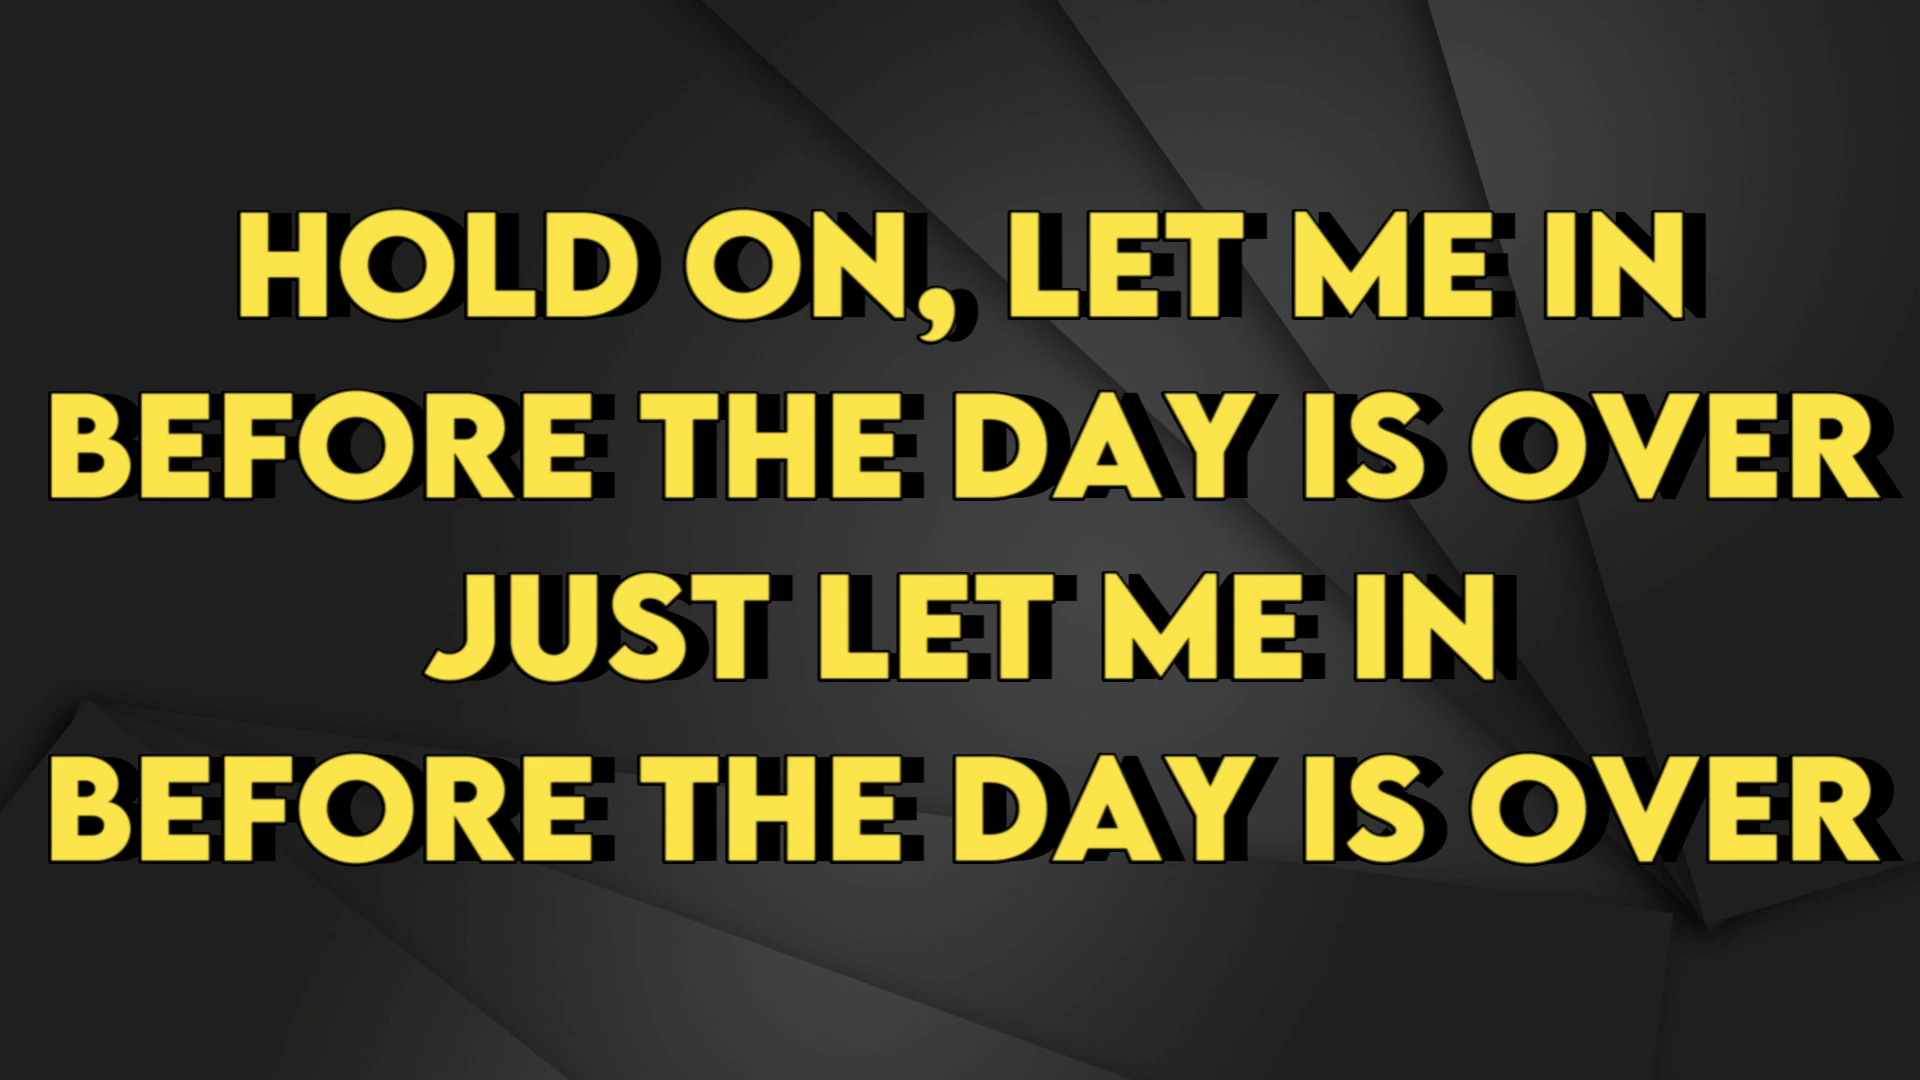 HOLD ON, LET ME IN
BEFORE THE DAY IS OVER
JUST LET ME IN
BEFORE THE DAY IS OVER